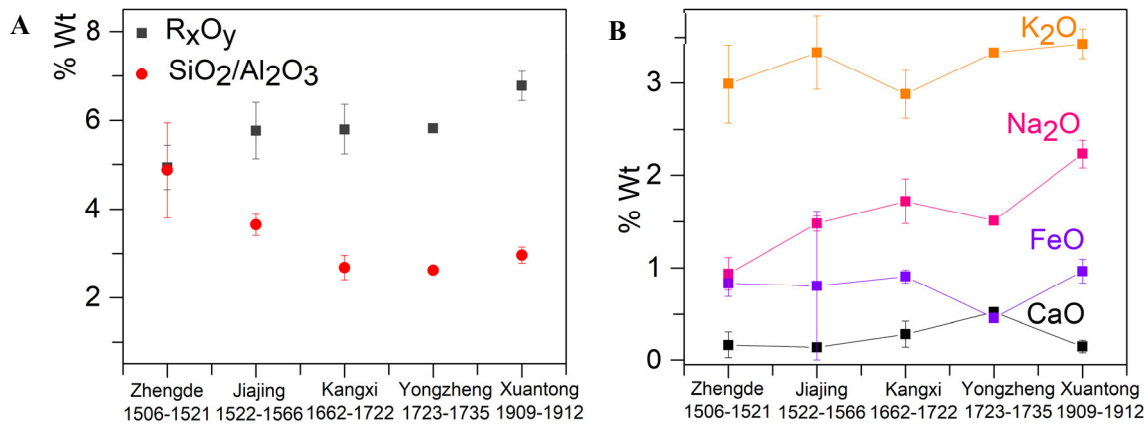 A
% Wt
8
6
4
2
RxOy
SiO2/Al2O3
Zhengde
1506-1521
Jiajing
1522-1566
Kangxi
1662-1722
Yongzheng
1723-1735
Xuantong
1909-1912
B
% Wt
3
2
1
0
K2O
Na2O
FeO
CaO
Zhengde
1506-1521
Jiajing
1522-1566
Kangxi
1662-1722
Yongzheng
1723-1735
Xuantong
1909-1912